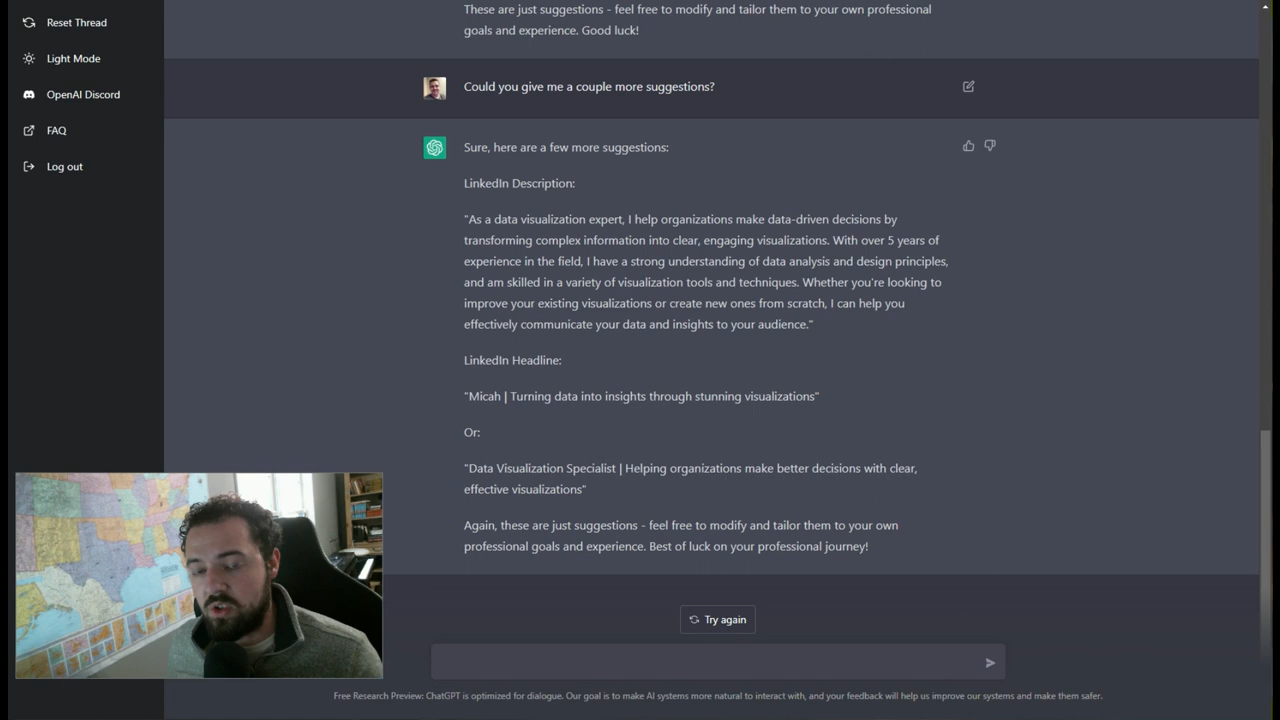 Reset Thread
Light Mode
OpenAI Discord
FAQ
Log out
These are just suggestions - feel free to modify and tailor them to your own professional
goals and experience. Good luck!
Could you give me a couple more suggestions?
Sure, here are a few more suggestions:
LinkedIn Description:
"As a data visualization expert, I help organizations make data-driven decisions by
transforming complex information into clear, engaging visualizations. With over 5 years of
experience in the field, I have a strong understanding of data analysis and design principles,
and am skilled in a variety of visualization tools and techniques. Whether you're looking to
improve your existing visualizations or create new ones from scratch, I can help you
effectively communicate your data and insights to your audience."
LinkedIn Headline:
"Micah | Turning data into insights through stunning visualizations"
Or:
"Data Visualization Specialist | Helping organizations make better decisions with clear,
effective visualizations"
Again, these are just suggestions - feel free to modify and tailor them to your own
professional goals and experience. Best of luck on your professional journey!
Try again
Free Research Preview: ChatGPT is optimized for dialogue. Our goal is to make AI systems more natural to interact with, and your feedback will help us improve our systems and make them safer.